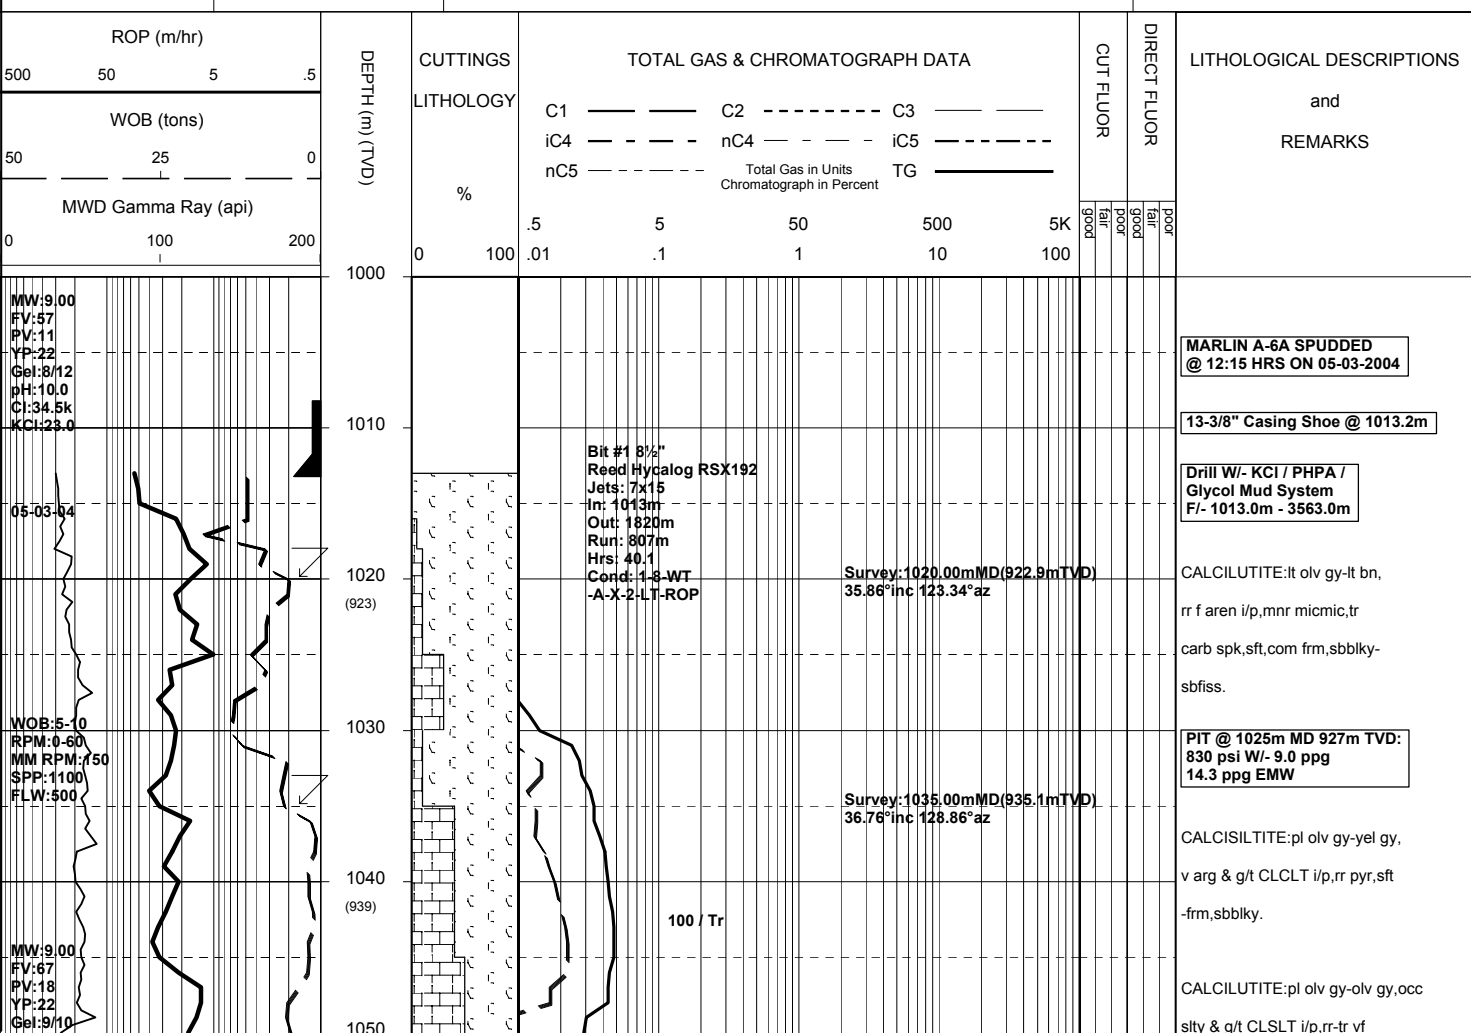 ROP (m/hr)
500 50 5 .5
WOB (tons)
50 25 0
MWD Gamma Ray (api)
0 100 200
DEPTH (m) (TVD)
CUTTINGS
LITHOLOGY
%
0 100
TOTAL GAS & CHROMATOGRAPH DATA
C1 C2 C3
iC4 nC4 iC5
nC5 Total Gas in Units TG
Chromatograph in Percent
.5 5 50 500 5K
.01 .1 1 10 100
CUT FLUOR
good fair poor
DIRECT FLUOR
good fair poor
LITHOLOGICAL DESCRIPTIONS
and
REMARKS
1000
MW:9.00
FV:57
PV:11
YP:22
Gel:8/12
pH:10.0
Cl:34.5k
KCl:23.0
1010
05-03-04
1020
(923)
WOB:5-10
RPM:0-60
MM RPM:150
SPP:1100
FLW:500
1030
1040
(939)
MW:9.00
FV:67
PV:18
YP:22
Gel:9/10
1050
Bit #1 8½"
Reed Hycalog RSX192
Jets: 7x15
In: 1013m
Out: 1820m
Run: 807m
Hrs: 40.1
Cond: 1-8-WT
-A-X-2-LT-ROP
Survey:1020.00mMD(922.9mTVD)
35.86°inc 123.34°az
Survey:1035.00mMD(935.1mTVD)
36.76°inc 128.86°az
100 / Tr
MARLIN A-6A SPUDDED
@ 12:15 HRS ON 05-03-2004
13-3/8" Casing Shoe @ 1013.2m
Drill W/- KCl / PHPA /
Glycol Mud System
F/- 1013.0m - 3563.0m
CALCILUTITE:lt olv gy-lt bn,
rr f aren i/p,mnr micmic,tr
carb spk,sft,com frm,sbblky-
sbfiss.
PIT @ 1025m MD 927m TVD:
830 psi W/- 9.0 ppg
14.3 ppg EMW
CALCISILTITE:pl olv gy-yel gy,
v arg & g/t CLCLT i/p,rr pyr,sft
-frm,sbblky.
CALCILUTITE:pl olv gy-olv gy,occ
slty & g/t CLSLT i/p,rr-tr vf